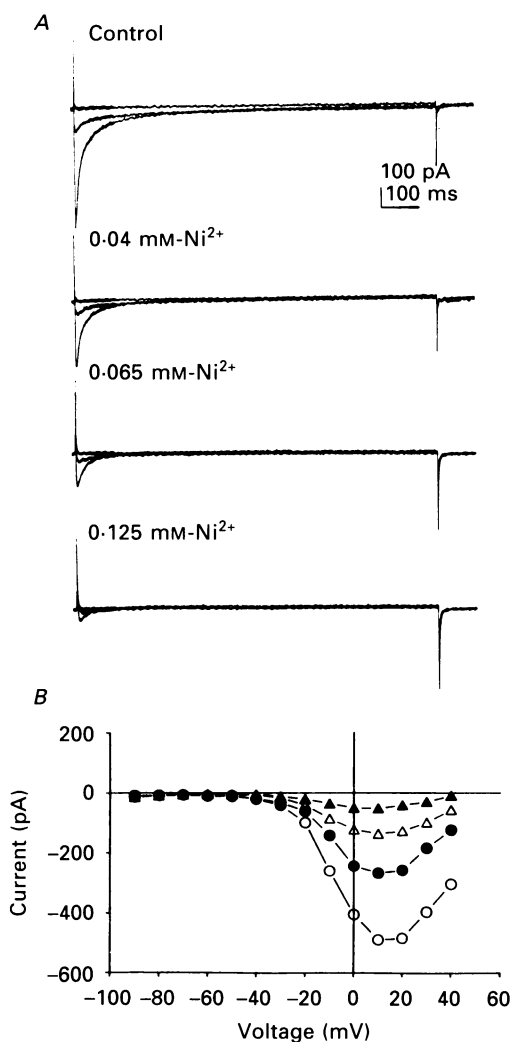 A
Control
100 pA
100 ms
0·04 mM-Ni²⁺
0·065 mM-Ni²⁺
0·125 mM-Ni²⁺
B
200
0
−200
−400
−600
Current (pA)
−100 −80 −60 −40 −20 0 20 40 60
Voltage (mV)